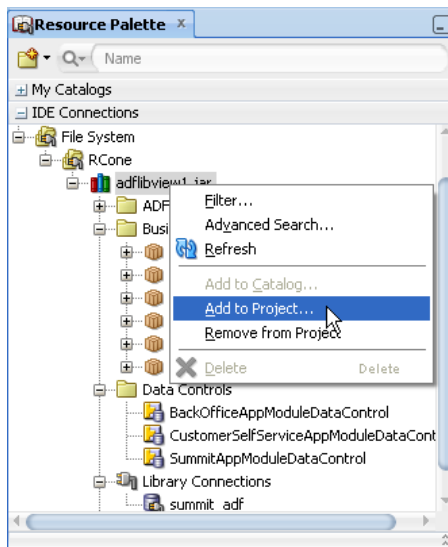 Resource Palette ×
Name
My Catalogs
IDE Connections
File System
RCone
adflibview1.jar
Filter...
ADF
Advanced Search...
Busi
Refresh
Add to Catalog...
Add to Project...
Remove from Project
Delete Delete
Data Controls
BackOfficeAppModuleDataControl
CustomerSelfServiceAppModuleDataCont
SummitAppModuleDataControl
Library Connections
summit_adf